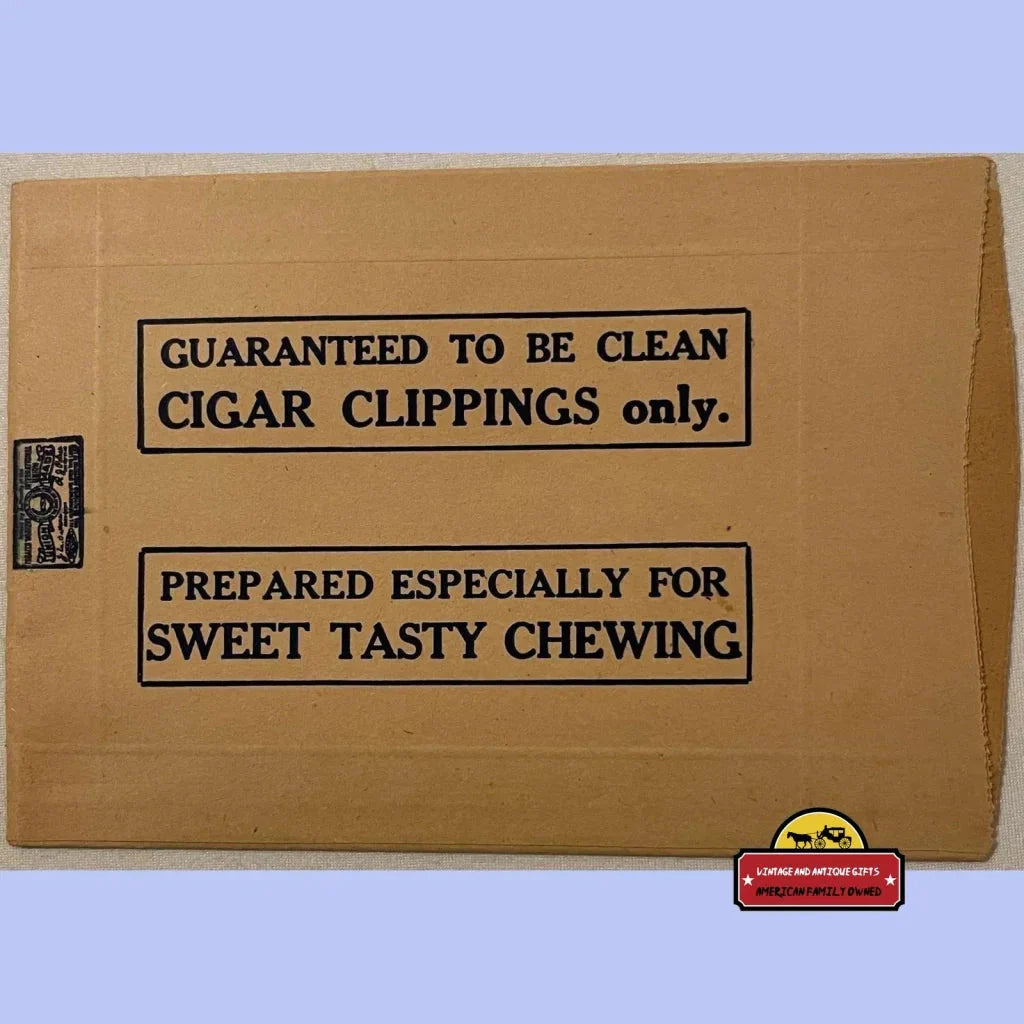 GUARANTEED TO BE CLEAN
CIGAR CLIPPINGS only.
PREPARED ESPECIALLY FOR
SWEET TASTY CHEWING
VINTAGE AND ANTIQUE GIFTS
AMERICAN FAMILY OWNED